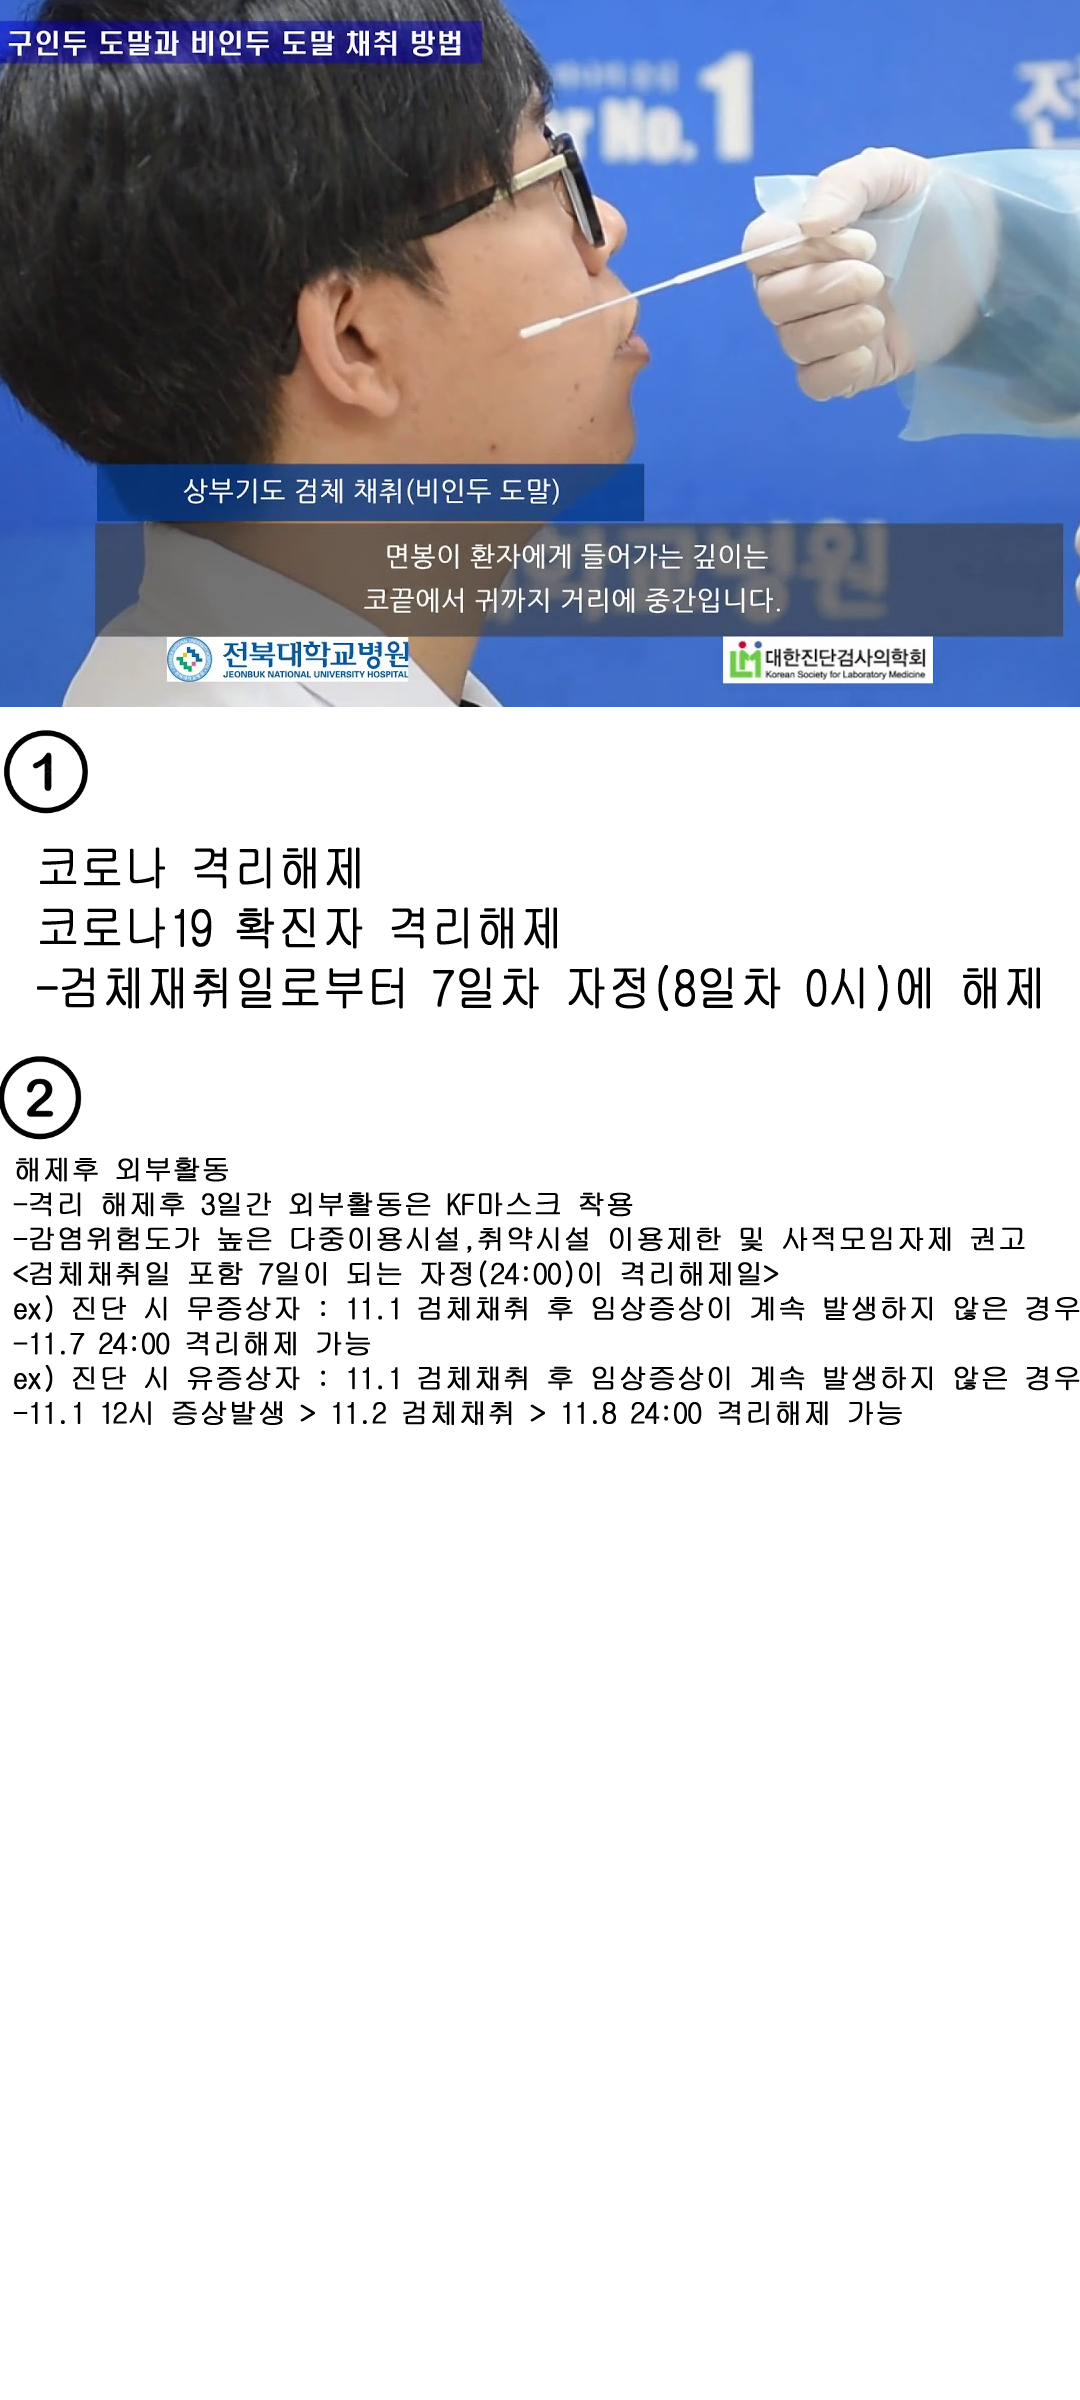 구인두 도말과 비인두 도말 채취 방법
er No. 1
전
상부기도 검체 채취(비인두 도말)
면봉이 환자에게 들어가는 깊이는
코끝에서 귀까지 거리에 중간입니다.
전북대학교병원
JEONBUK NATIONAL UNIVERSITY HOSPITAL
LM 대한진단검사의학회
Korean Society for Laboratory Medicine
1
코로나 격리해제
코로나19 확진자 격리해제
-검체재취일로부터 7일차 자정(8일차 0시)에 해제
2
해제후 외부활동
-격리 해제후 3일간 외부활동은 KF마스크 착용
-감염위험도가 높은 다중이용시설,취약시설 이용제한 및 사적모임자제 권고
<검체채취일 포함 7일이 되는 자정(24:00)이 격리해제일>
ex) 진단 시 무증상자 : 11.1 검체채취 후 임상증상이 계속 발생하지 않은 경우
-11.7 24:00 격리해제 가능
ex) 진단 시 유증상자 : 11.1 검체채취 후 임상증상이 계속 발생하지 않은 경우
-11.1 12시 증상발생 > 11.2 검체채취 > 11.8 24:00 격리해제 가능